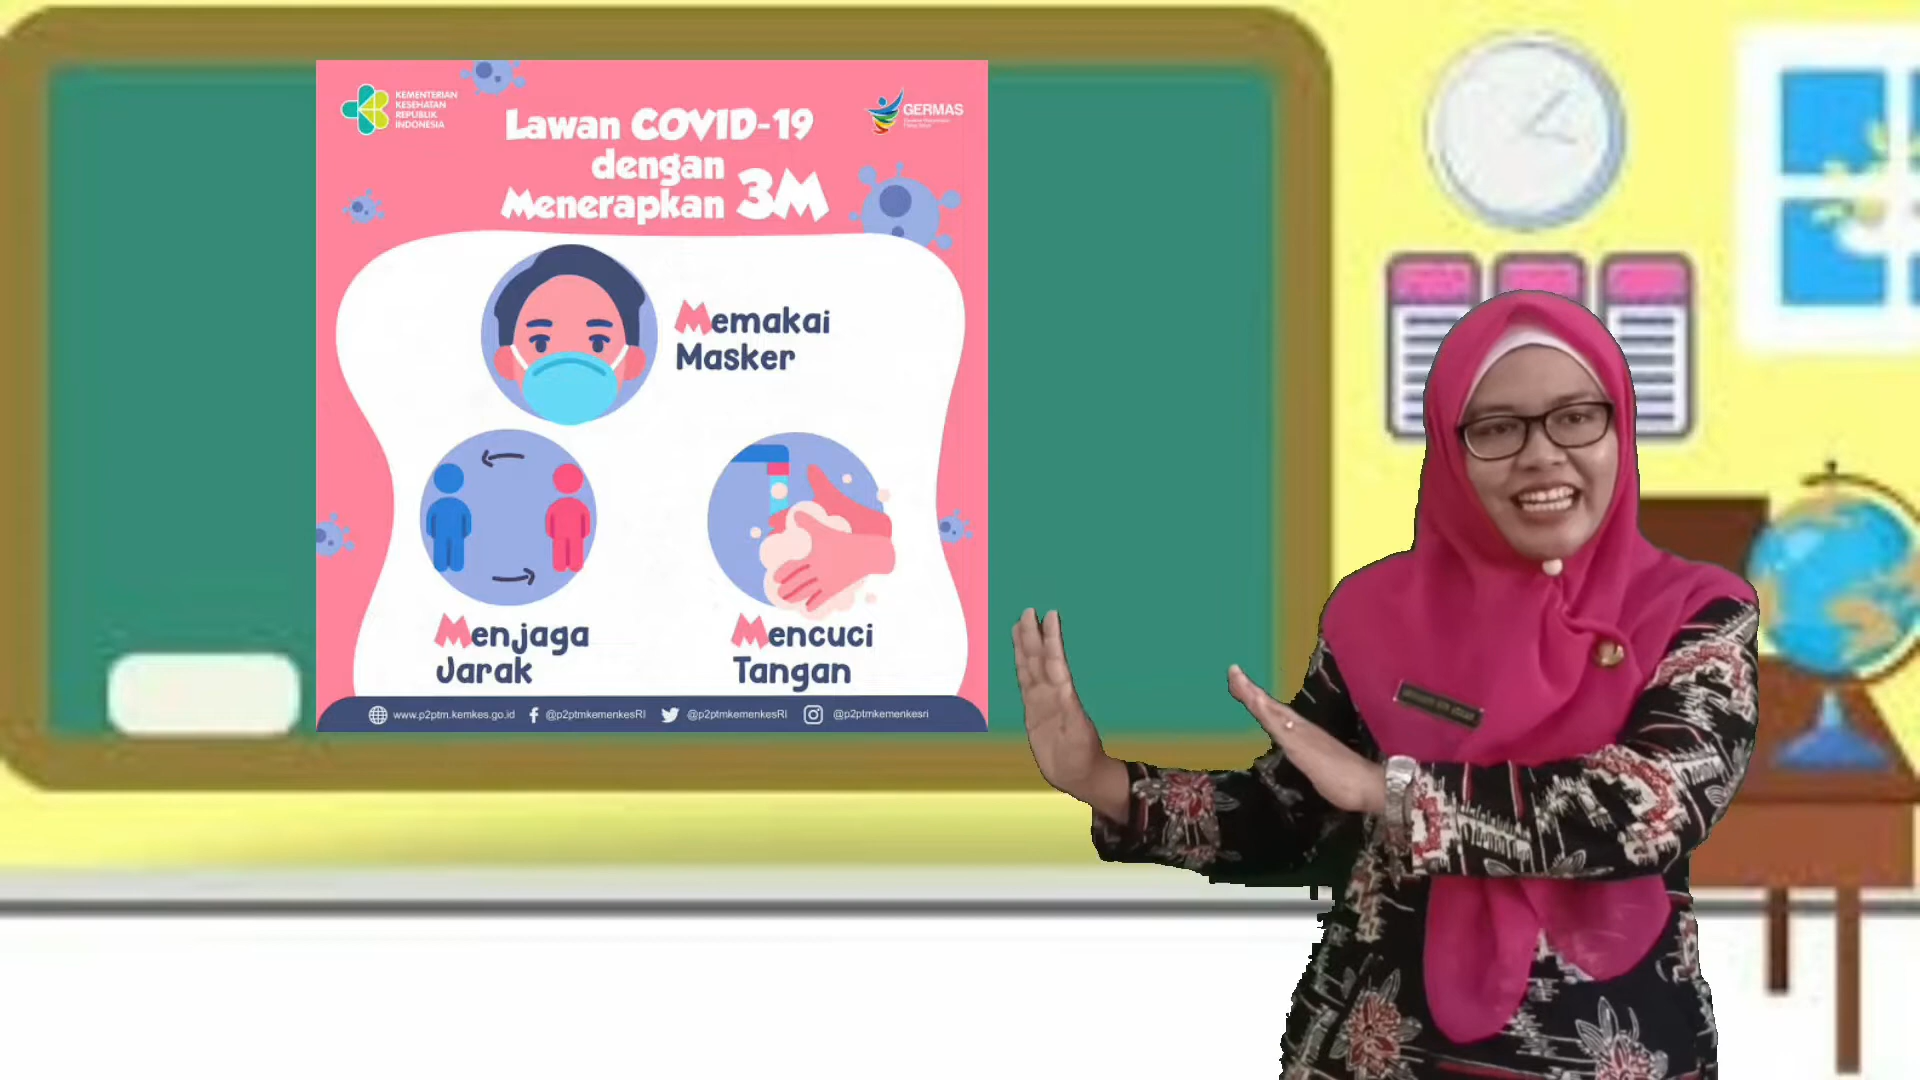 KEMENTERIAN
KESEHATAN
REPUBLIK
INDONESIA
GERMAS
Lawan COVID-19
dengan
Menerapkan 3M
Memakai
Masker
Menjaga
Jarak
Mencuci
Tangan
www.p2ptm.kemkes.go.id @p2ptmkemenkesRI @p2ptmkemenkesRI @p2ptmkemenkesri